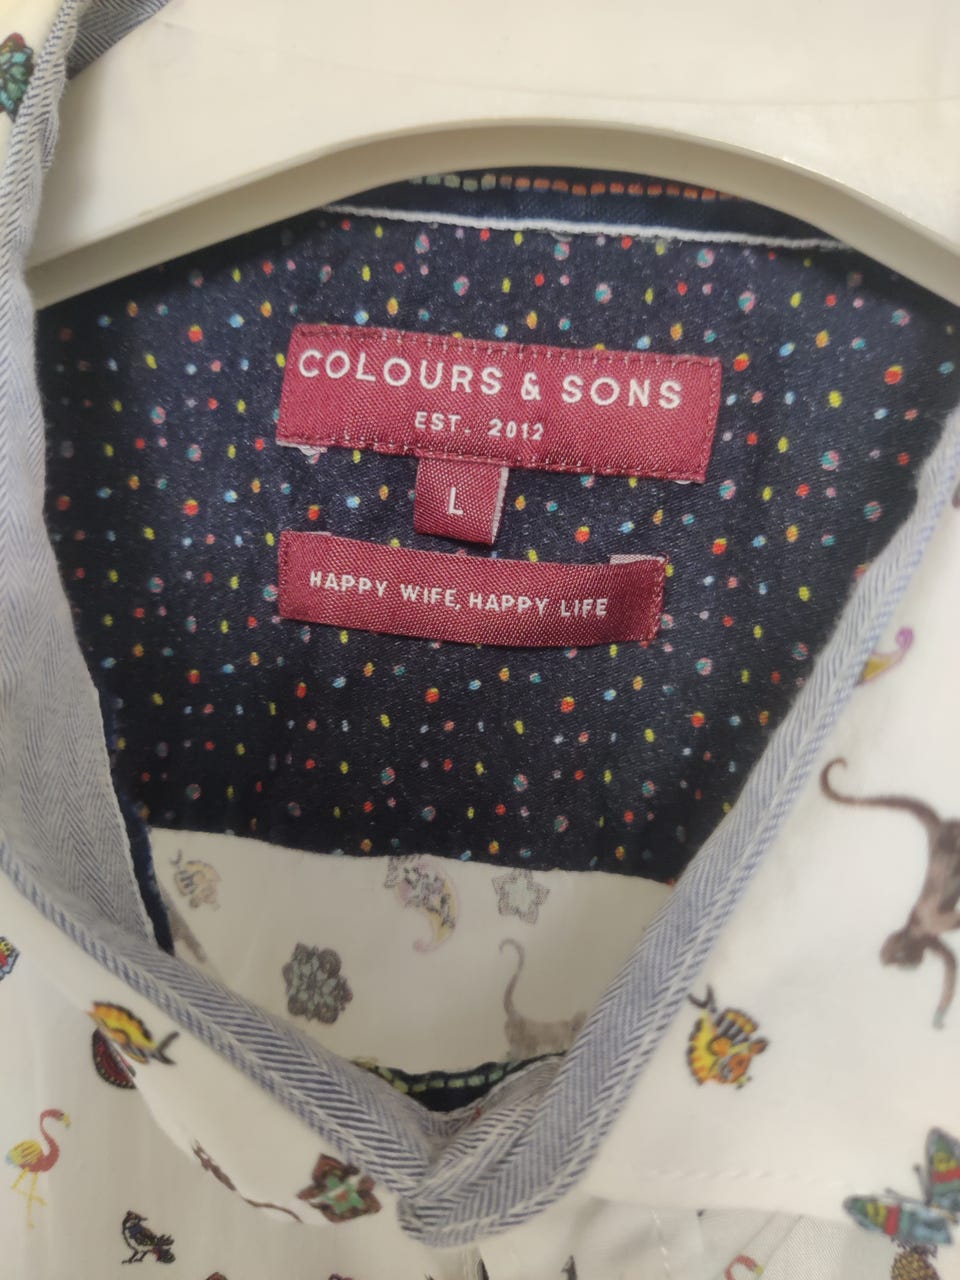 COLOURS & SONS
EST. 2012
L
HAPPY WIFE, HAPPY LIFE